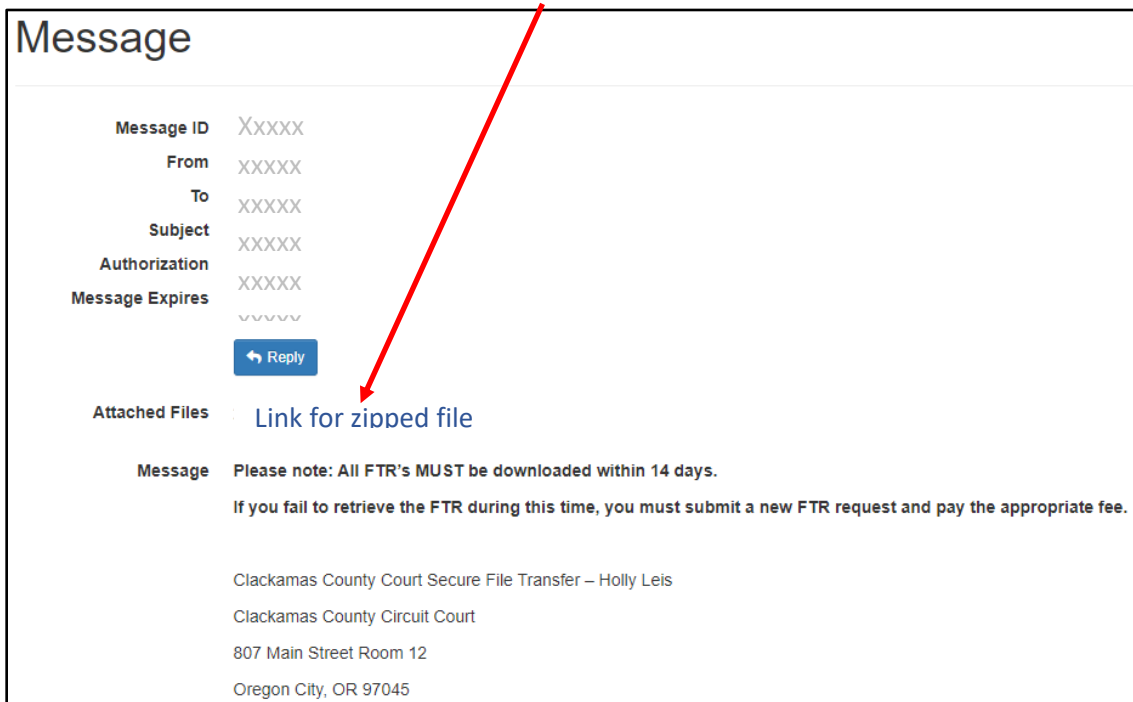 Message
Message ID Xxxxx
From xxxxx
To xxxxx
Subject xxxxx
Authorization xxxxx
Message Expires xxxxx
Reply
Attached Files Link for zipped file
Message Please note: All FTR's MUST be downloaded within 14 days.
If you fail to retrieve the FTR during this time, you must submit a new FTR request and pay the appropriate fee.
Clackamas County Court Secure File Transfer – Holly Leis
Clackamas County Circuit Court
807 Main Street Room 12
Oregon City, OR 97045